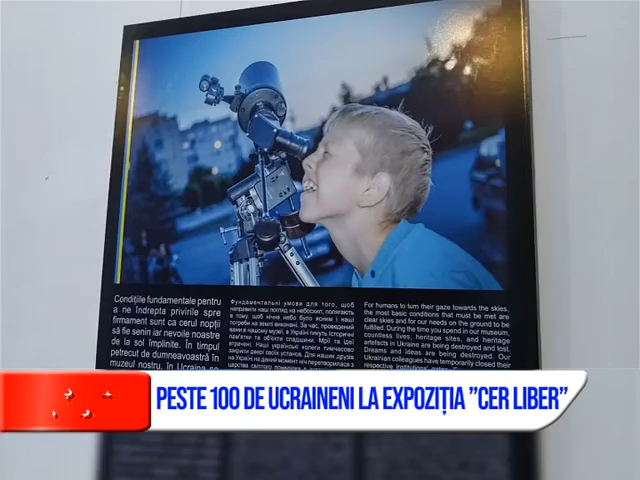 Condițiile fundamentale pentru
a ne îndrepta privirile spre
firmament sunt ca cerul nopții
să fie senin iar nevoile noastre
de la sol împlinite. În timpul
petrecut de dumneavoastră în
muzeul nostru, în Ucraina se
Фундаментальні умови для того, щоб
направити наш погляд на небосхил, полягають
в тому, щоб нічне небо було ясним і наші
потреби на землі виконані. За час, проведений
вами в нашому музеї, в Україні гинуть історичні
пам'ятки та об'єкти спадщини. Мрії та ідеї
втрачені. Наші українські колеги тимчасово
закрили двері своїх установ. Для наших друзів
For humans to turn their gaze towards the skies,
the most basic conditions that must be met are
clear skies and for our needs on the ground to be
fulfilled. During the time you spend in our museum,
countless lives, heritage sites, and heritage
artefacts in Ukraine are being destroyed and lost.
Dreams and ideas are being destroyed. Our
Ukrainian colleagues have temporarily closed their
respective institutions' gates.
PESTE 100 DE UCRAINENI LA EXPOZIȚIA "CER LIBER"